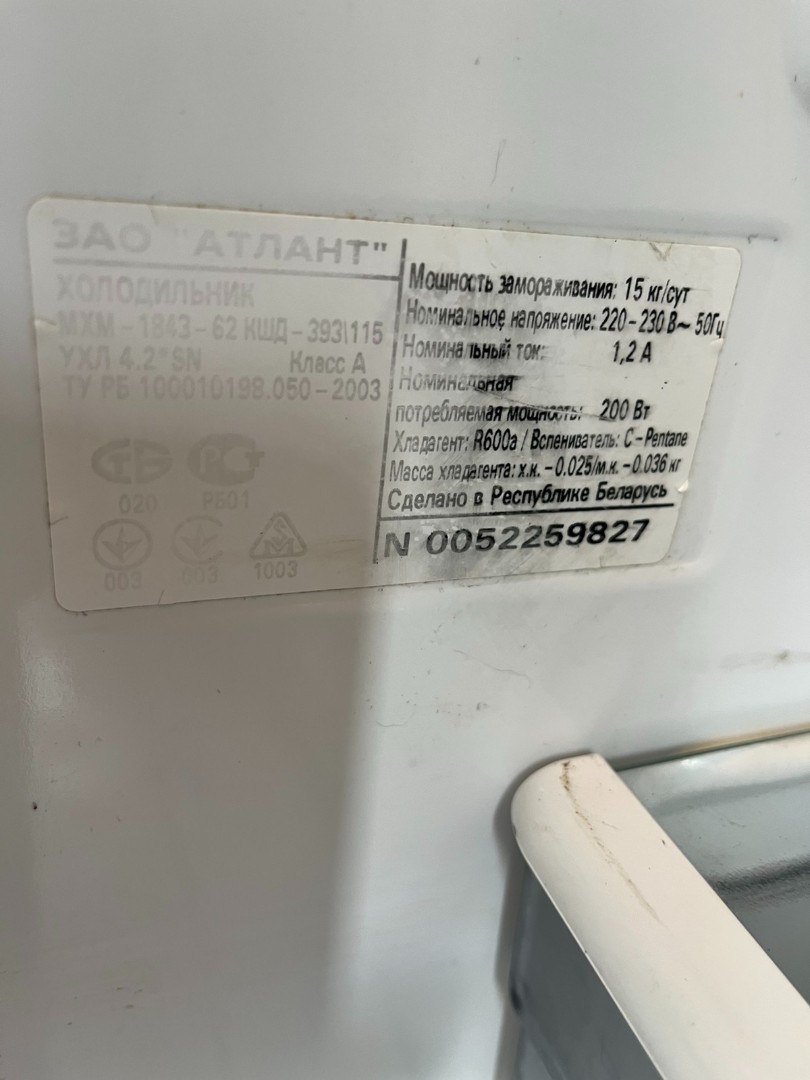 ЗАО "АТЛАНТ"
ХОЛОДИЛЬНИК
МХМ-1843-62 КШД-393\115
УХЛ 4.2*SN Класс А
ТУ РБ 100010198.050-2003
020 РБ01
003 003 1003
Мощность замораживания: 15 кг/сут
Номинальное напряжение: 220-230 В~ 50Гц
Номинальный ток: 1,2 А
Номинальная
потребляемая мощность: 200 Вт
Хладагент: R600a / Вспениватель: C-Pentane
Масса хладагента: х.к. -0.025/м.к. -0.036 кг
Сделано в Республике Беларусь
N 0052259827